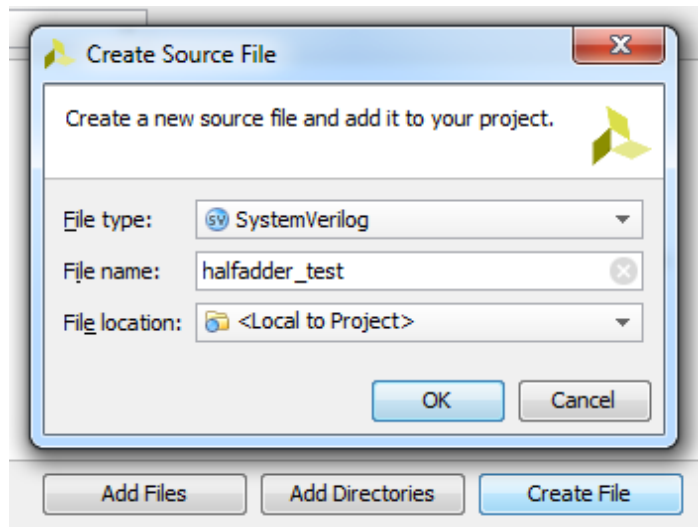 Create Source File
Create a new source file and add it to your project.
File type: SystemVerilog
File name: halfadder_test
File location: <Local to Project>
OK Cancel
Add Files Add Directories Create File